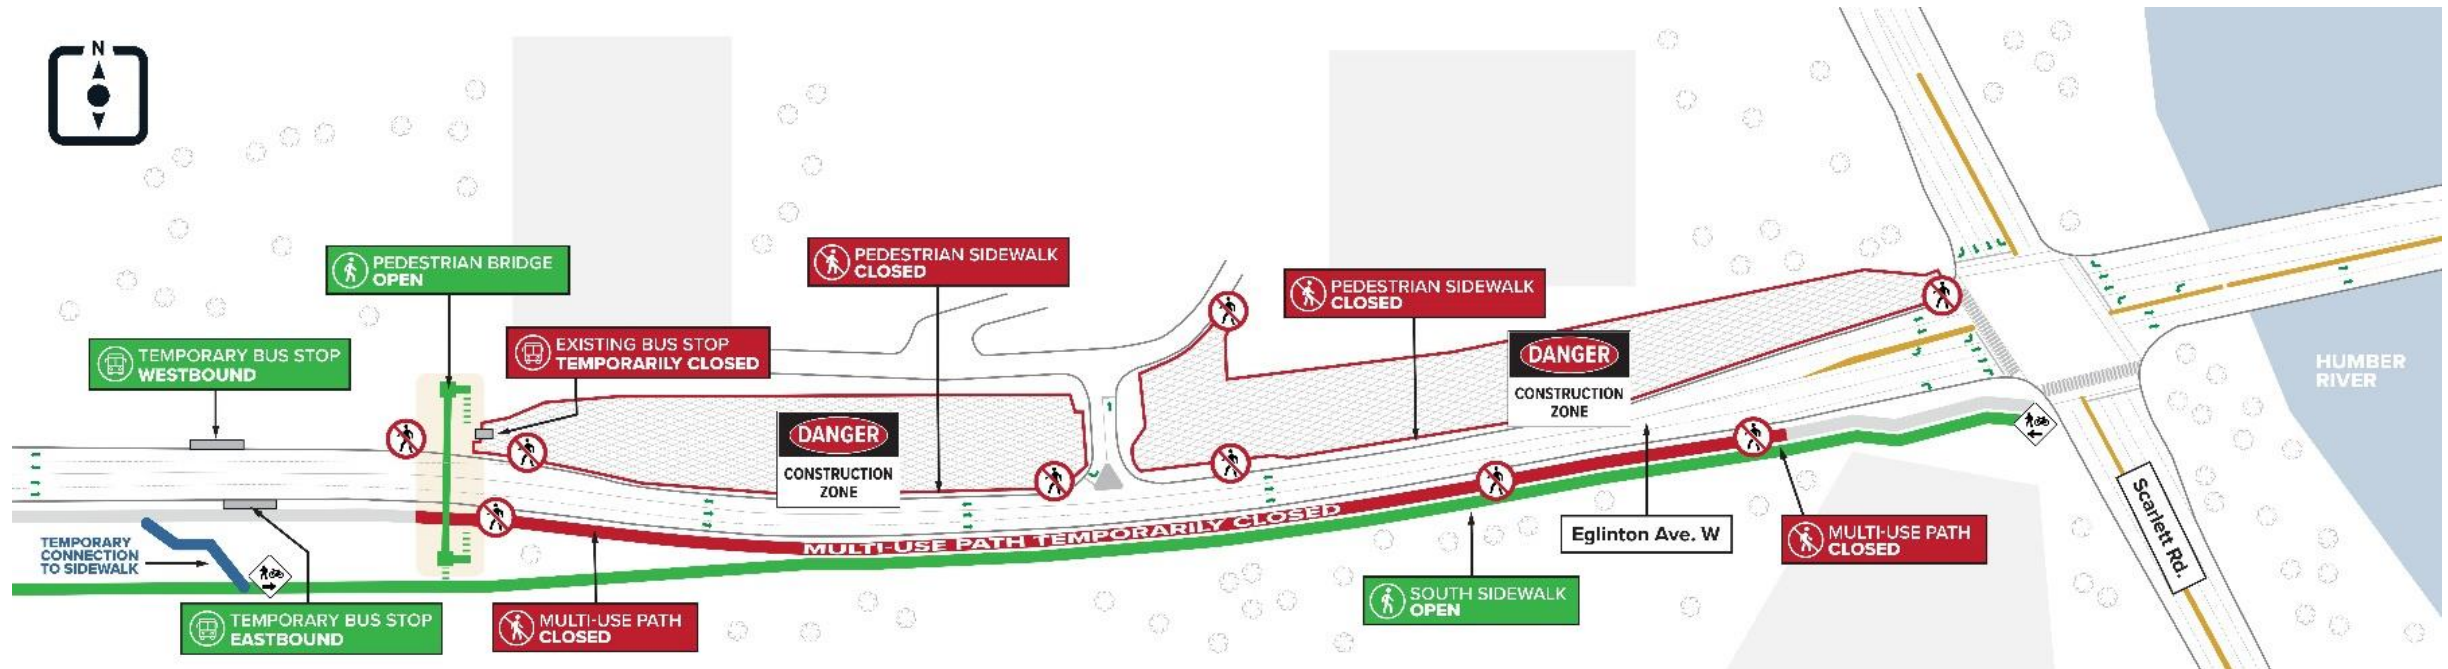 N
PEDESTRIAN BRIDGE
OPEN
PEDESTRIAN SIDEWALK
CLOSED
PEDESTRIAN SIDEWALK
CLOSED
TEMPORARY BUS STOP
WESTBOUND
EXISTING BUS STOP
TEMPORARILY CLOSED
DANGER
CONSTRUCTION
ZONE
DANGER
CONSTRUCTION
ZONE
HUMBER
RIVER
TEMPORARY
CONNECTION
TO SIDEWALK
MULTI-USE PATH TEMPORARILY CLOSED
Eglinton Ave. W
MULTI-USE PATH
CLOSED
Scarlett Rd.
TEMPORARY BUS STOP
EASTBOUND
MULTI-USE PATH
CLOSED
SOUTH SIDEWALK
OPEN